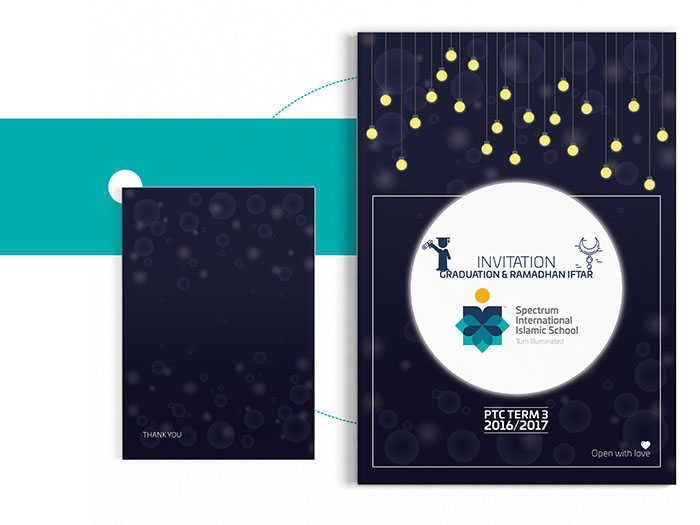 INVITATION
GRADUATION & RAMADHAN IFTAR
Spectrum
International
Islamic School
Turn Illuminated
PTC TERM 3
2016/2017
Open with love
THANK YOU